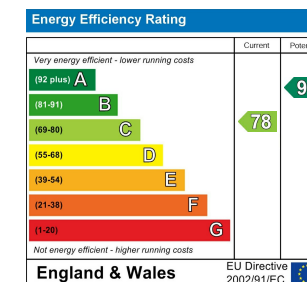 Energy Efficiency Rating
Current
Very energy efficient - lower running costs
(92 plus) A
(81-91) B
(69-80) C
78
(55-68) D
(39-54) E
(21-38) F
(1-20) G
Not energy efficient - higher running costs
England & Wales
EU Directive
2002/91/EC